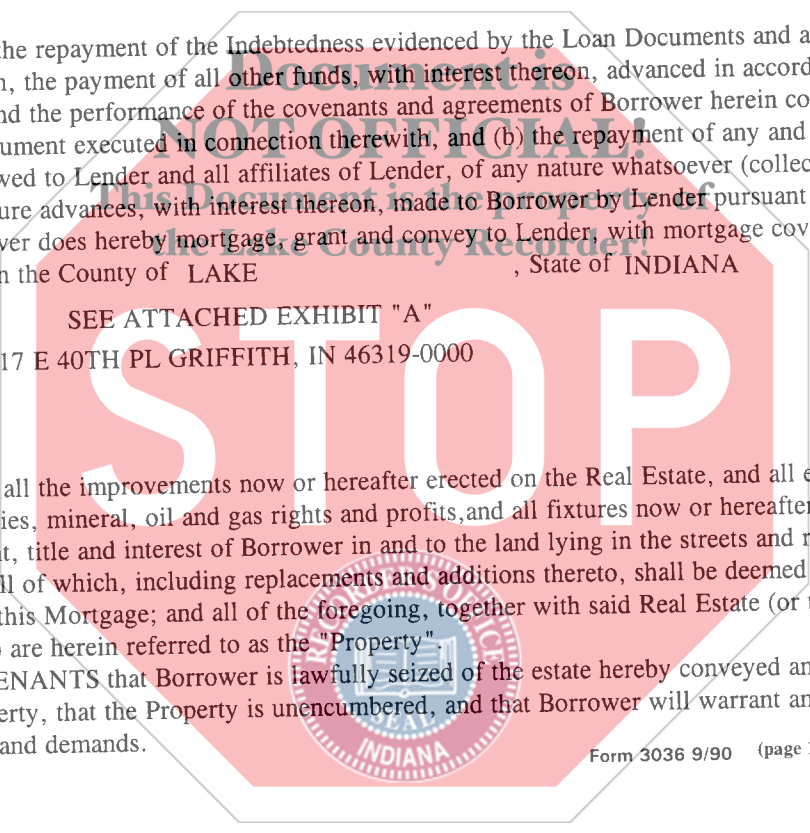 the repayment of the Indebtedness evidenced by the Loan Documents and a
n, the payment of all other funds, with interest thereon, advanced in accord
nd the performance of the covenants and agreements of Borrower herein co
ument executed in connection therewith, and (b) the repayment of any and
wed to Lender and all affiliates of Lender, of any nature whatsoever (collec
ure advances, with interest thereon, made to Borrower by Lender pursuant
wer does hereby mortgage, grant and convey to Lender, with mortgage cov
n the County of LAKE , State of INDIANA
Document is
NOT OFFICIAL!
This Document is the property of
the Lake County Recorder!
SEE ATTACHED EXHIBIT "A"
17 E 40TH PL GRIFFITH, IN 46319-0000
STOP
all the improvements now or hereafter erected on the Real Estate, and all e
ies, mineral, oil and gas rights and profits,and all fixtures now or hereafter
t, title and interest of Borrower in and to the land lying in the streets and r
ll of which, including replacements and additions thereto, shall be deemed
this Mortgage; and all of the foregoing, together with said Real Estate (or t
are herein referred to as the "Property".
ENANTS that Borrower is lawfully seized of the estate hereby conveyed an
erty, that the Property is unencumbered, and that Borrower will warrant an
and demands.
RECORDER'S OFFICE
SEAL
INDIANA
Form 3036 9/90 (page